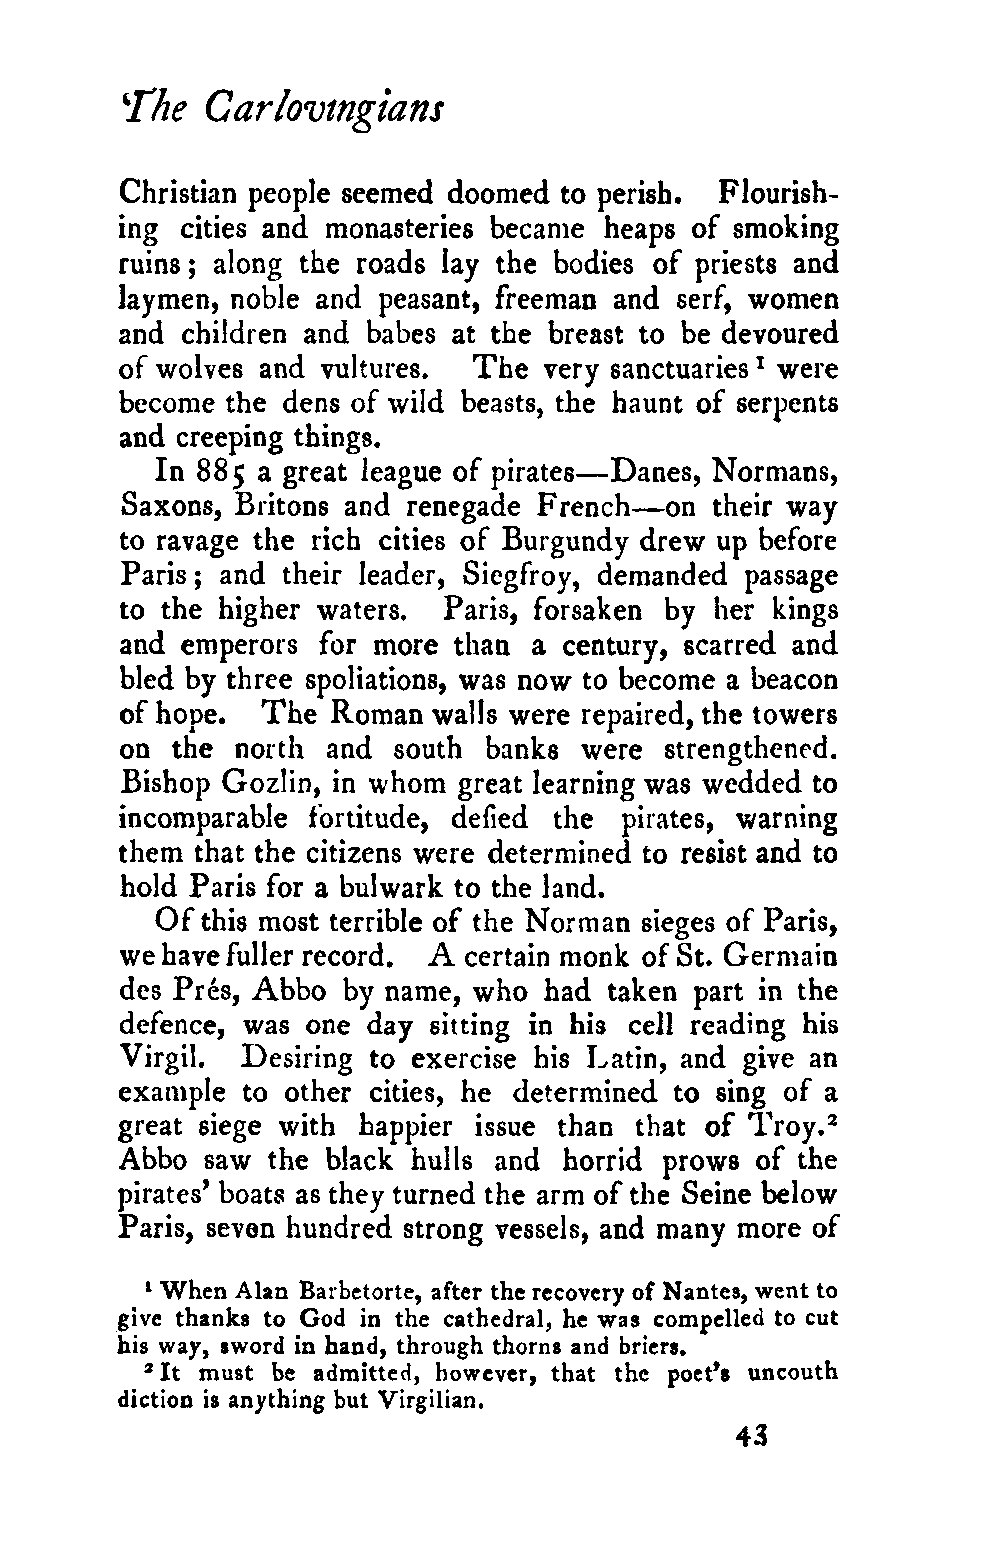 The Carlovingians
Christian people seemed doomed to perish. Flourish-
ing cities and monasteries became heaps of smoking
ruins; along the roads lay the bodies of priests and
laymen, noble and peasant, freeman and serf, women
and children and babes at the breast to be devoured
of wolves and vultures. The very sanctuaries¹ were
become the dens of wild beasts, the haunt of serpents
and creeping things.
In 885 a great league of pirates—Danes, Normans,
Saxons, Britons and renegade French—on their way
to ravage the rich cities of Burgundy drew up before
Paris; and their leader, Siegfroy, demanded passage
to the higher waters. Paris, forsaken by her kings
and emperors for more than a century, scarred and
bled by three spoliations, was now to become a beacon
of hope. The Roman walls were repaired, the towers
on the north and south banks were strengthened.
Bishop Gozlin, in whom great learning was wedded to
incomparable fortitude, defied the pirates, warning
them that the citizens were determined to resist and to
hold Paris for a bulwark to the land.
Of this most terrible of the Norman sieges of Paris,
we have fuller record. A certain monk of St. Germain
des Prés, Abbo by name, who had taken part in the
defence, was one day sitting in his cell reading his
Virgil. Desiring to exercise his Latin, and give an
example to other cities, he determined to sing of a
great siege with happier issue than that of Troy.²
Abbo saw the black hulls and horrid prows of the
pirates' boats as they turned the arm of the Seine below
Paris, seven hundred strong vessels, and many more of
¹ When Alan Barbetorte, after the recovery of Nantes, went to
give thanks to God in the cathedral, he was compelled to cut
his way, sword in hand, through thorns and briers.
² It must be admitted, however, that the poet's uncouth
diction is anything but Virgilian.
43